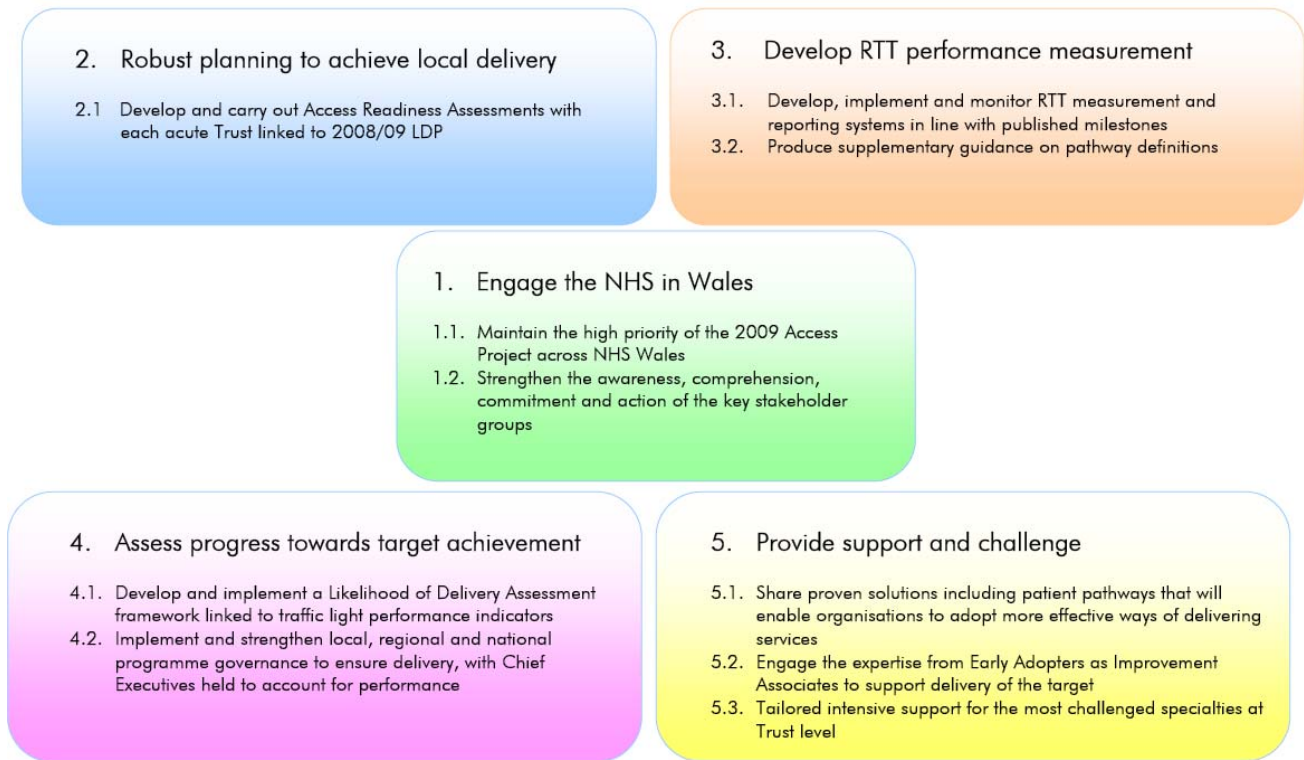 2. Robust planning to achieve local delivery
2.1 Develop and carry out Access Readiness Assessments with
each acute Trust linked to 2008/09 LDP
3. Develop RTT performance measurement
3.1. Develop, implement and monitor RTT measurement and
reporting systems in line with published milestones
3.2. Produce supplementary guidance on pathway definitions
1. Engage the NHS in Wales
1.1. Maintain the high priority of the 2009 Access
Project across NHS Wales
1.2. Strengthen the awareness, comprehension,
commitment and action of the key stakeholder
groups
4. Assess progress towards target achievement
4.1. Develop and implement a Likelihood of Delivery Assessment
framework linked to traffic light performance indicators
4.2. Implement and strengthen local, regional and national
programme governance to ensure delivery, with Chief
Executives held to account for performance
5. Provide support and challenge
5.1. Share proven solutions including patient pathways that will
enable organisations to adopt more effective ways of delivering
services
5.2. Engage the expertise from Early Adopters as Improvement
Associates to support delivery of the target
5.3. Tailored intensive support for the most challenged specialties at
Trust level